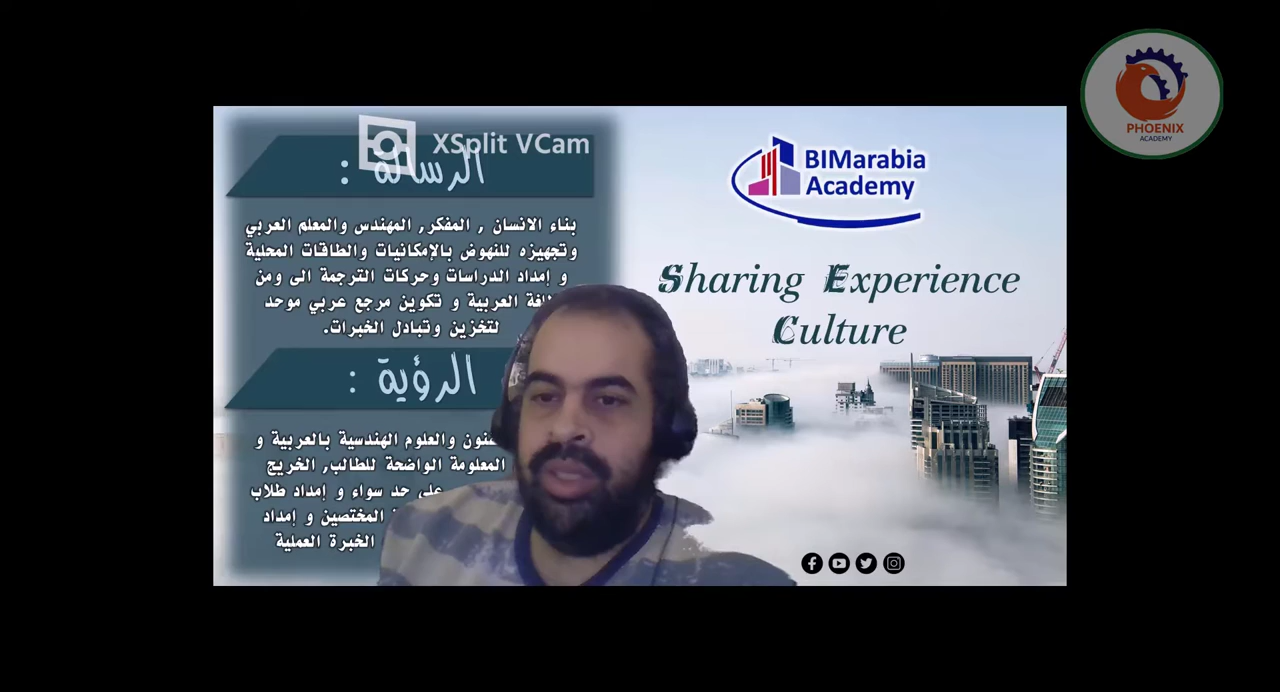 PHOENIX
ACADEMY
XSplit VCam
الرسالة :
بناء الانسان , المفكر, المهندس والمعلم العربي
وتجهيزه للنهوض بالإمكانيات والطاقات المحلية
و إمداد الدراسات وحركات الترجمة الى ومن
العربية و تكوين مرجع عربي موحد
لتخزين وتبادل الخبرات.
الرؤية :
والعلوم الهندسية بالعربية و
المعلومة الواضحة للطالب, الخريج
على حد سواء و إمداد طلاب
المختصين و إمداد
الخبرة العملية
BIMarabia
Academy
Sharing Experience
Culture